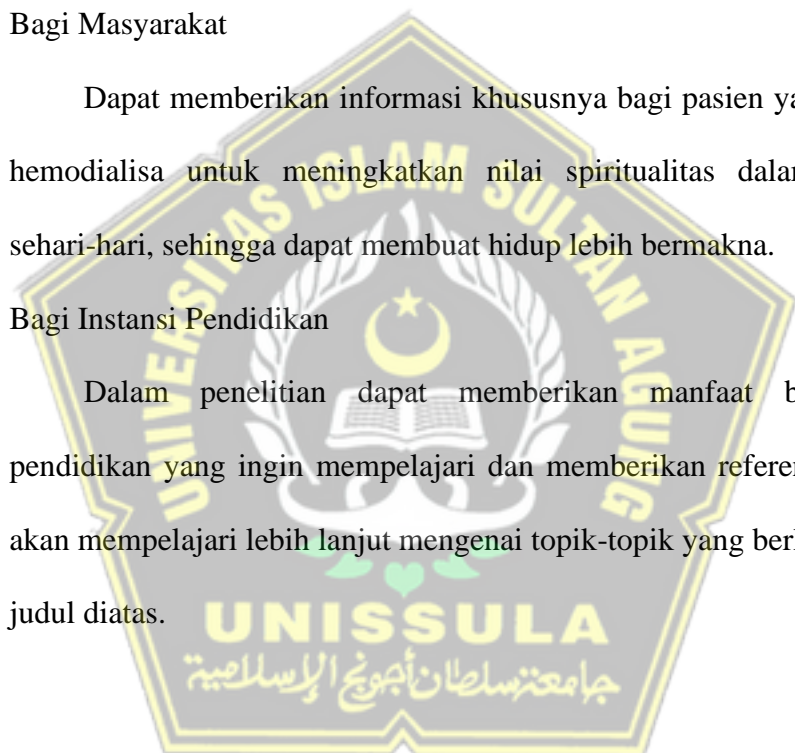 Bagi Masyarakat
Dapat memberikan informasi khususnya bagi pasien ya
hemodialisa untuk meningkatkan nilai spiritualitas dalam
sehari-hari, sehingga dapat membuat hidup lebih bermakna.
Bagi Instansi Pendidikan
Dalam penelitian dapat memberikan manfaat b
pendidikan yang ingin mempelajari dan memberikan referen
akan mempelajari lebih lanjut mengenai topik-topik yang ber
judul diatas.
UNIVERSITAS ISLAM SULTAN AGUNG
UNISSULA
جامعة سلطان أجونج الإسلامية